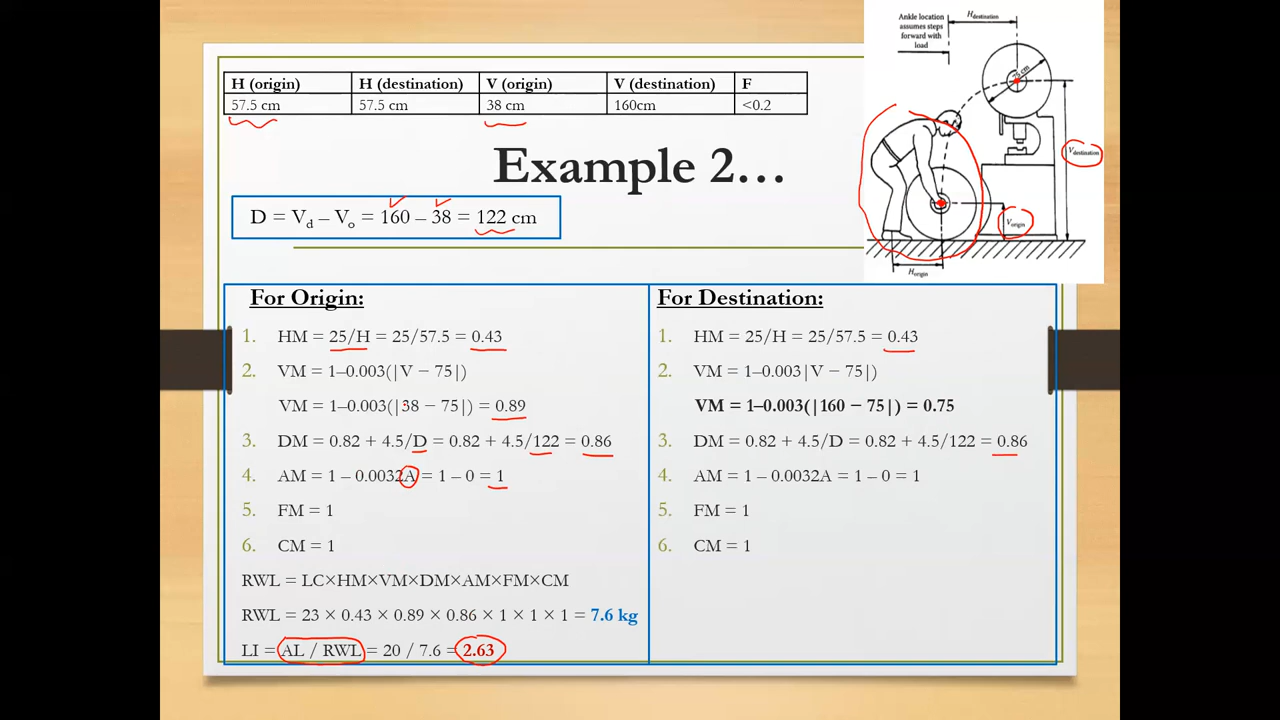 Ankle location
assumes steps
forward with
load
Hdestination
75 cm
Vdestination
Vorigin
Horigin
H (origin) H (destination) V (origin) V (destination) F
57.5 cm 57.5 cm 38 cm 160cm <0.2
Example 2…
D = Vd – Vo = 160 – 38 = 122 cm
For Origin:
1. HM = 25/H = 25/57.5 = 0.43
2. VM = 1–0.003(|V − 75|)
VM = 1–0.003(|38 − 75|) = 0.89
3. DM = 0.82 + 4.5/D = 0.82 + 4.5/122 = 0.86
4. AM = 1 – 0.0032A = 1 – 0 = 1
5. FM = 1
6. CM = 1
RWL = LC×HM×VM×DM×AM×FM×CM
RWL = 23 × 0.43 × 0.89 × 0.86 × 1 × 1 × 1 = 7.6 kg
LI = AL / RWL = 20 / 7.6 = 2.63
For Destination:
1. HM = 25/H = 25/57.5 = 0.43
2. VM = 1–0.003|V − 75|)
VM = 1–0.003(|160 − 75|) = 0.75
3. DM = 0.82 + 4.5/D = 0.82 + 4.5/122 = 0.86
4. AM = 1 – 0.0032A = 1 – 0 = 1
5. FM = 1
6. CM = 1